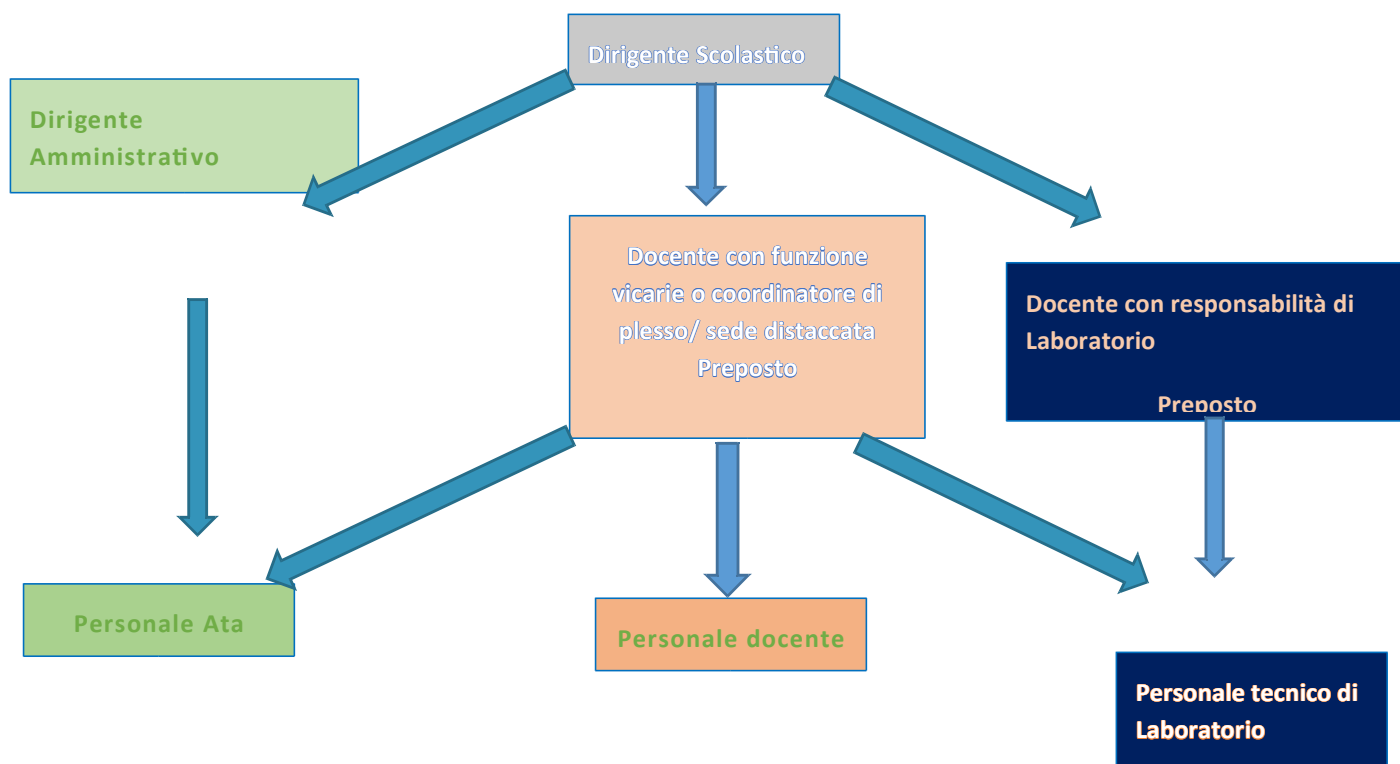 Dirigente Scolastico
Dirigente
Amministrativo
Docente con funzione
vicarie o coordinatore di
plesso/ sede distaccata
Preposto
Docente con responsabilità di
Laboratorio
Preposto
Personale Ata
Personale docente
Personale tecnico di
Laboratorio